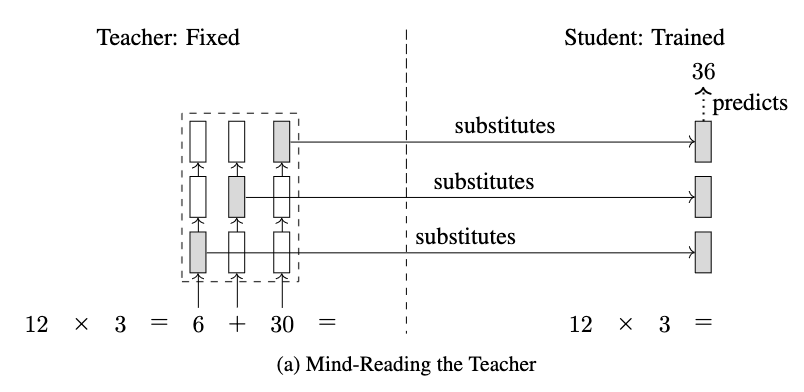 Teacher: Fixed
Student: Trained
36
predicts
substitutes
substitutes
substitutes
12 × 3 = 6 + 30 =
12 × 3 =
(a) Mind-Reading the Teacher